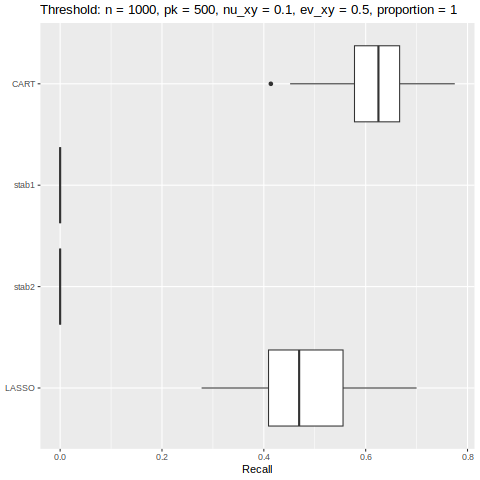 Threshold: n = 1000, pk = 500, nu_xy = 0.1, ev_xy = 0.5, proportion = 1
CART
stab1
stab2
LASSO
0.0 0.2 0.4 0.6 0.8
Recall